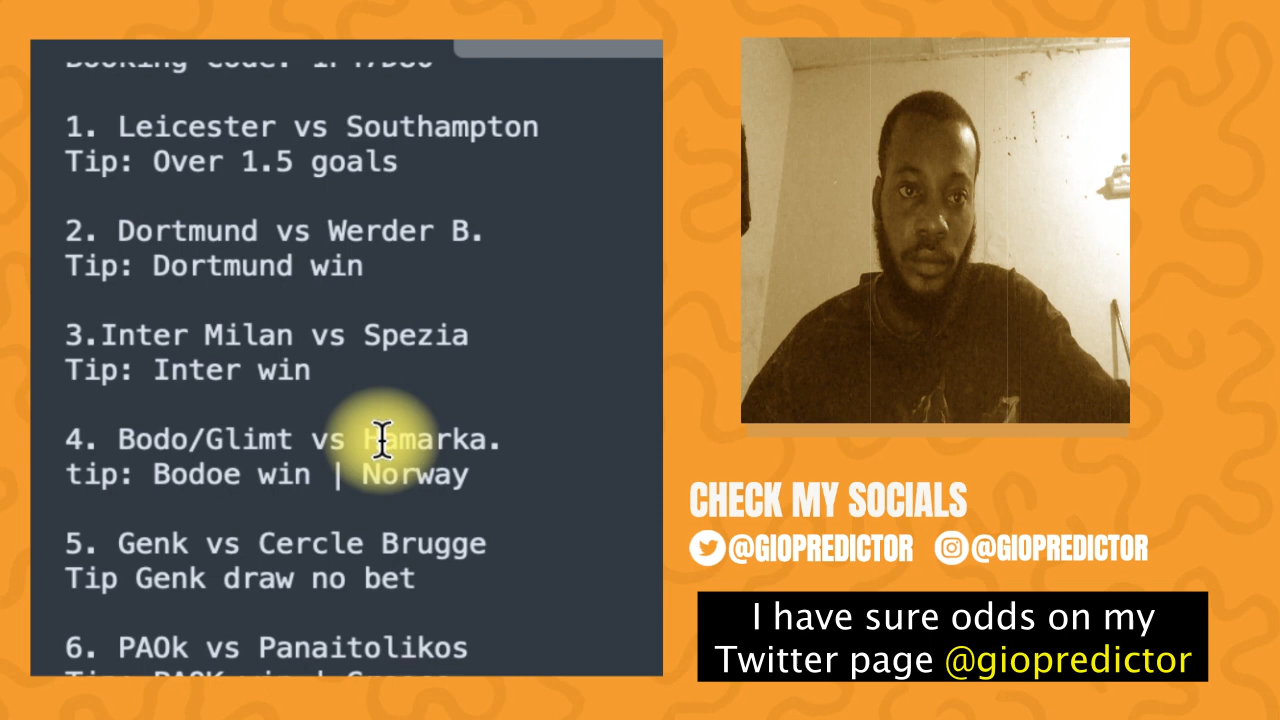 1. Leicester vs Southampton
Tip: Over 1.5 goals
2. Dortmund vs Werder B.
Tip: Dortmund win
3.Inter Milan vs Spezia
Tip: Inter win
4. Bodo/Glimt vs Hamarka.
tip: Bodoe win | Norway
5. Genk vs Cercle Brugge
Tip Genk draw no bet
6. PAOk vs Panaitolikos
CHECK MY SOCIALS
@GIOPREDICTOR @GIOPREDICTOR
I have sure odds on my
Twitter page @giopredictor